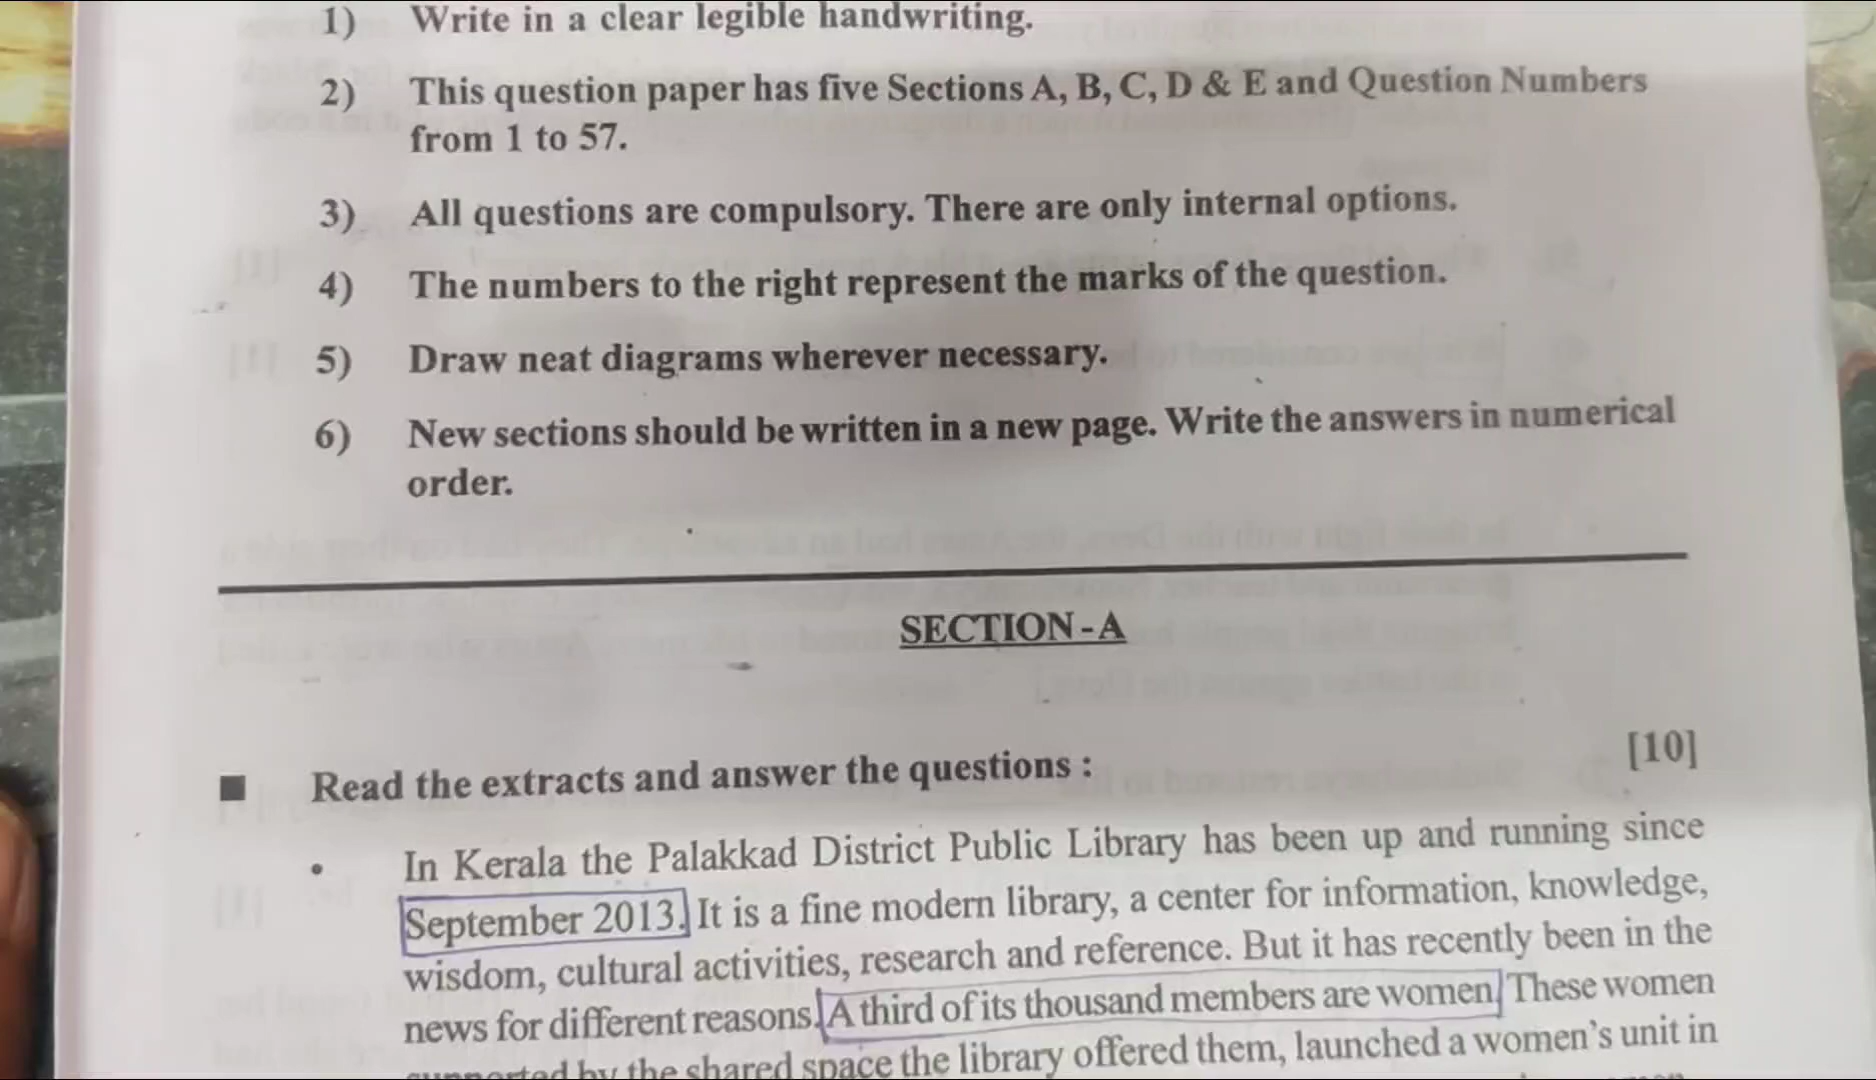 1) Write in a clear legible handwriting.
2) This question paper has five Sections A, B, C, D & E and Question Numbers
from 1 to 57.
3) All questions are compulsory. There are only internal options.
4) The numbers to the right represent the marks of the question.
5) Draw neat diagrams wherever necessary.
6) New sections should be written in a new page. Write the answers in numerical
order.
SECTION - A
■ Read the extracts and answer the questions : [10]
• In Kerala the Palakkad District Public Library has been up and running since
September 2013. It is a fine modern library, a center for information, knowledge,
wisdom, cultural activities, research and reference. But it has recently been in the
news for different reasons. A third of its thousand members are women. These women
supported by the shared space the library offered them, launched a women's unit in